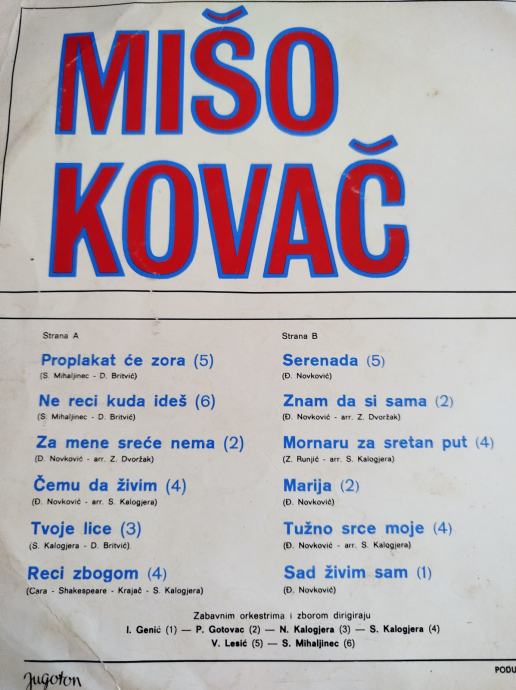 MIŠO
KOVAČ
Strana A
Proplakat će zora (5)
(S. Mihaljinec - D. Britvić)
Ne reci kuda ideš (6)
(S. Mihaljinec - D. Britvić)
Za mene sreće nema (2)
(Đ. Novković - arr. Z. Dvoržak)
Čemu da živim (4)
(Đ. Novković - arr. S. Kalogjera)
Tvoje lice (3)
(S. Kalogjera - D. Britvić)
Reci zbogom (4)
(Cara - Shakespeare - Krajač - S. Kalogjera)
Strana B
Serenada (5)
(Đ. Novković)
Znam da si sama (2)
(Đ. Novković - arr. Z. Dvoržak)
Mornaru za sretan put (4)
(Z. Runjić - arr. S. Kalogjera)
Marija (2)
(Đ. Novković)
Tužno srce moje (4)
(Đ. Novković - arr. S. Kalogjera)
Sad živim sam (1)
(Đ. Novković)
Zabavnim orkestrima i zborom dirigiraju
I. Genić (1) — P. Gotovac (2) — N. Kalogjera (3) — S. Kalogjera (4)
V. Lesić (5) — S. Mihaljinec (6)
Jugoton
PODU